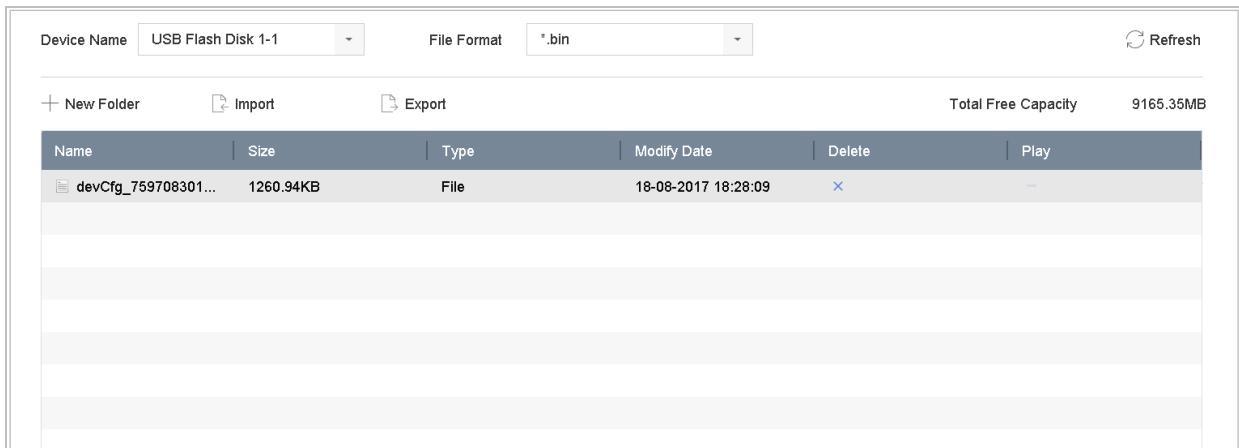 Device Name USB Flash Disk 1-1 File Format *.bin Refresh
New Folder Import Export Total Free Capacity 9165.35MB
Name Size Type Modify Date Delete Play
devCfg_759708301... 1260.94KB File 18-08-2017 18:28:09